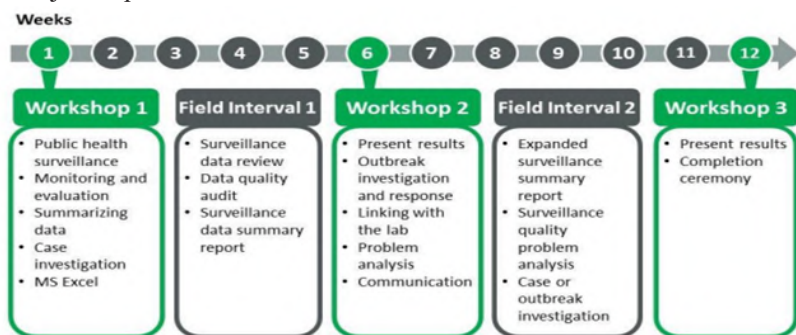 Weeks
1 2 3 4 5 6 7 8 9 10 11 12
Workshop 1
• Public health
surveillance
• Monitoring and
evaluation
• Summarizing
data
• Case
investigation
• MS Excel
Field Interval 1
• Surveillance
data review
• Data quality
audit
• Surveillance
data summary
report
Workshop 2
• Present results
• Outbreak
investigation
and response
• Linking with
the lab
• Problem
analysis
• Communication
Field Interval 2
• Expanded
surveillance
summary
report
• Surveillance
quality
problem
analysis
• Case or
outbreak
investigation
Workshop 3
• Present results
• Completion
ceremony